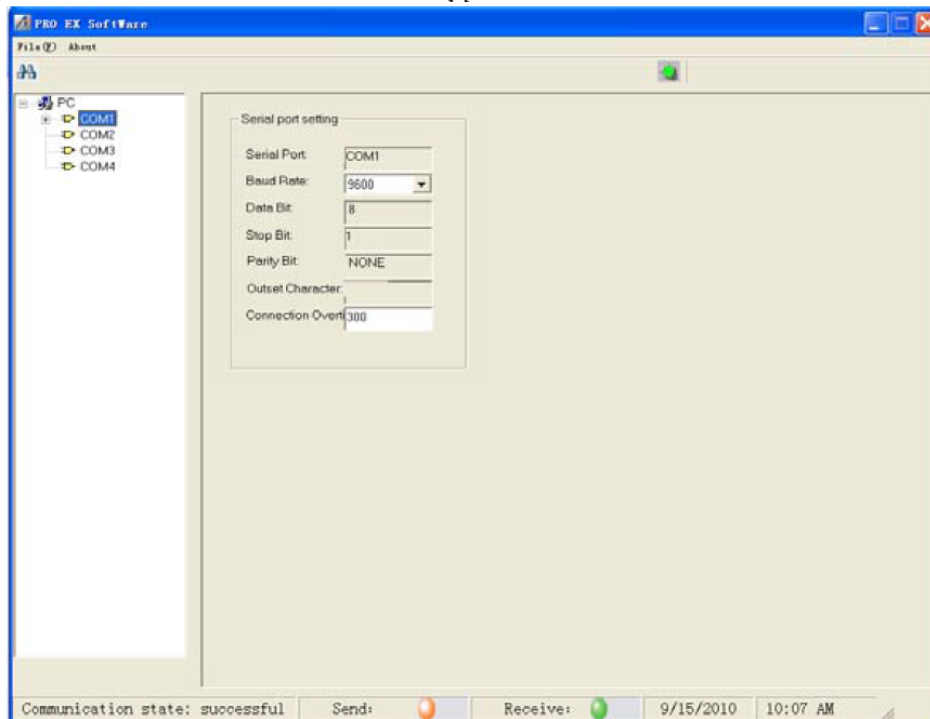 PRO EX SoftWare
File(F) About
PC
COM1
COM2
COM3
COM4
Serial port setting
Serial Port: COM1
Baud Rate: 9600
Data Bit: 8
Stop Bit: 1
Parity Bit: NONE
Outset Character:
Connection Overti 300
Communication state: successful Send: Receive: 9/15/2010 10:07 AM